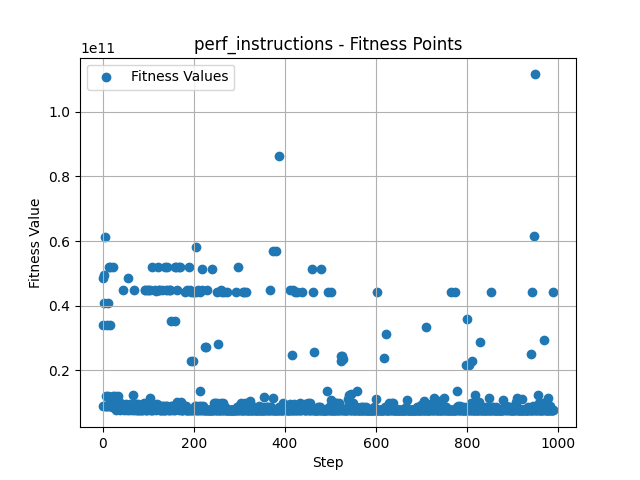 perf_instructions - Fitness Points
1e11
Fitness Values
1.0
0.8
0.6
0.4
0.2
Fitness Value
0 200 400 600 800 1000
Step